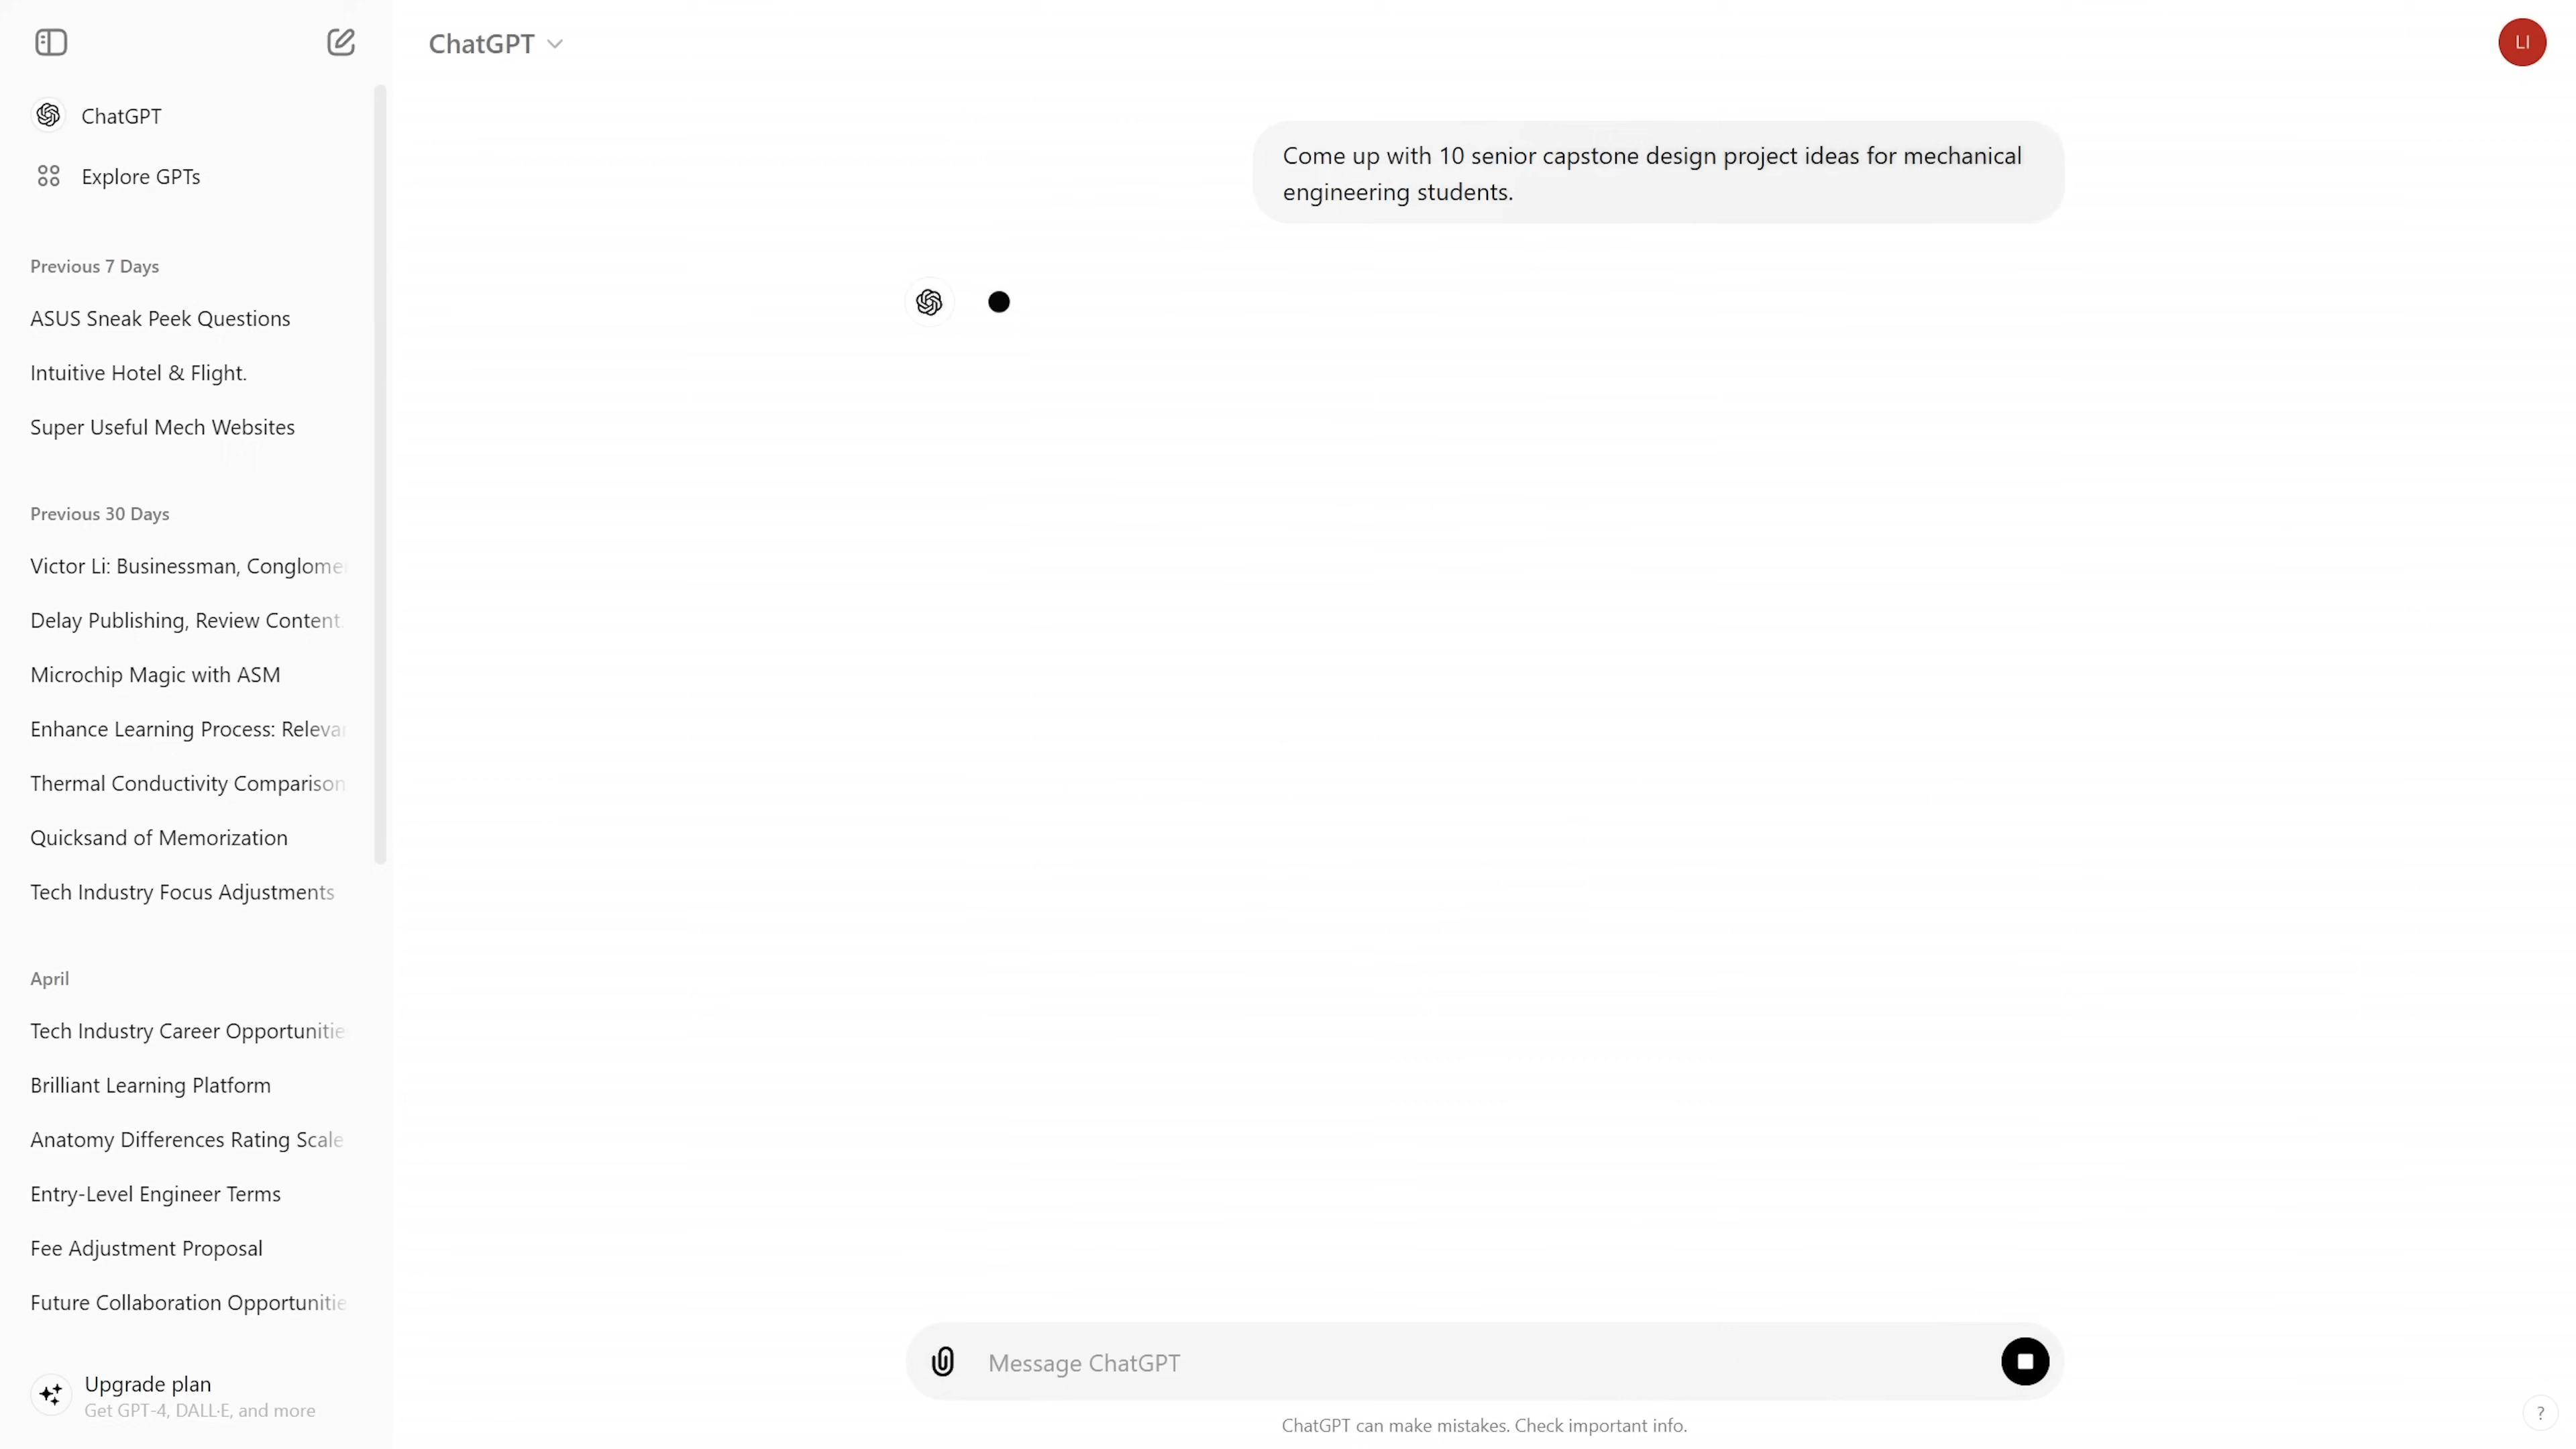 ChatGPT
Explore GPTs
Previous 7 Days
ASUS Sneak Peek Questions
Intuitive Hotel & Flight.
Super Useful Mech Websites
Previous 30 Days
Victor Li: Businessman,
Delay Publishing, Review Content
Microchip Magic with ASM
Enhance Learning Process:
Thermal Conductivity Comparison
Quicksand of Memorization
Tech Industry Focus Adjustments
April
Tech Industry Career
Brilliant Learning Platform
Anatomy Differences Rating Scale
Entry-Level Engineer Terms
Fee Adjustment Proposal
Future Collaboration
Upgrade plan
Get GPT-4, DALL·E, and more
ChatGPT
LI
Come up with 10 senior capstone design project ideas for mechanical
engineering students.
Message ChatGPT
ChatGPT can make mistakes. Check important info.
?